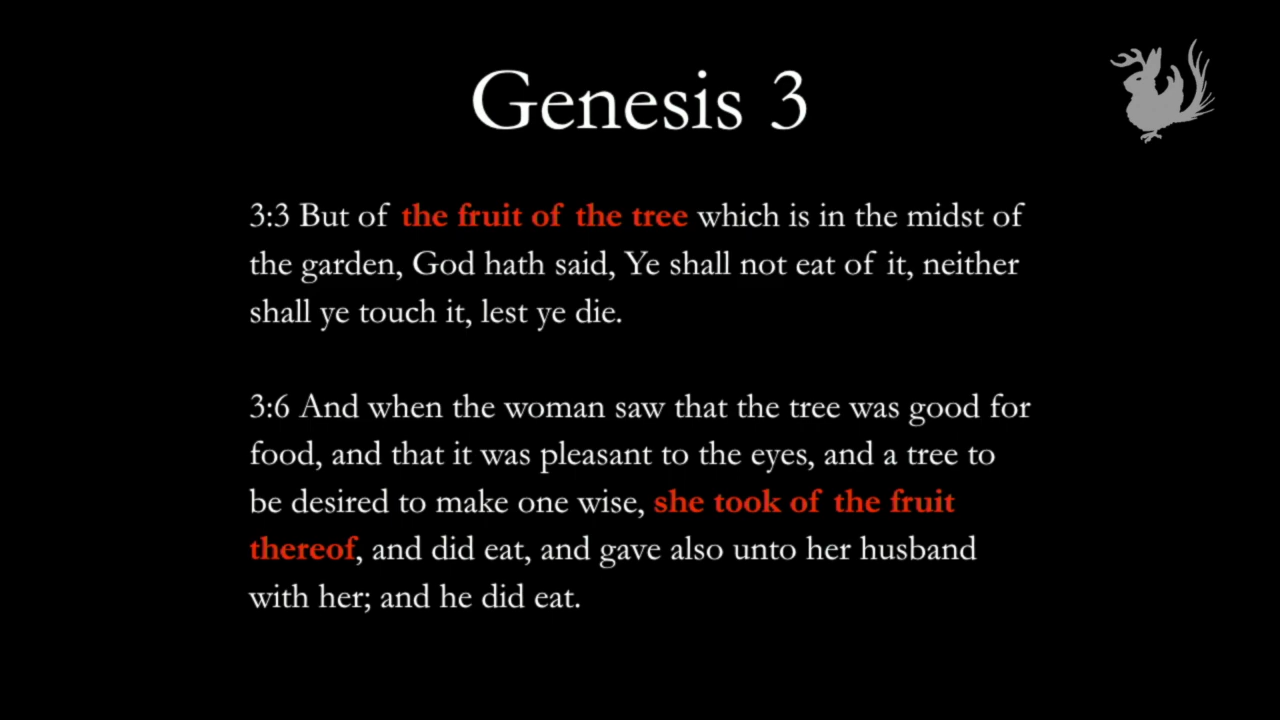 Genesis 3
3:3 But of the fruit of the tree which is in the midst of
the garden, God hath said, Ye shall not eat of it, neither
shall ye touch it, lest ye die.
3:6 And when the woman saw that the tree was good for
food, and that it was pleasant to the eyes, and a tree to
be desired to make one wise, she took of the fruit
thereof, and did eat, and gave also unto her husband
with her; and he did eat.